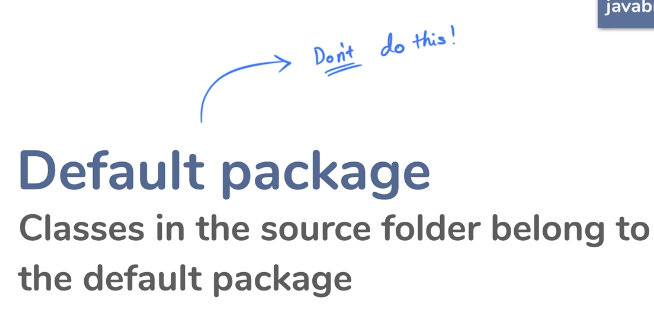 javab
Don't do this!
Default package
Classes in the source folder belong to
the default package